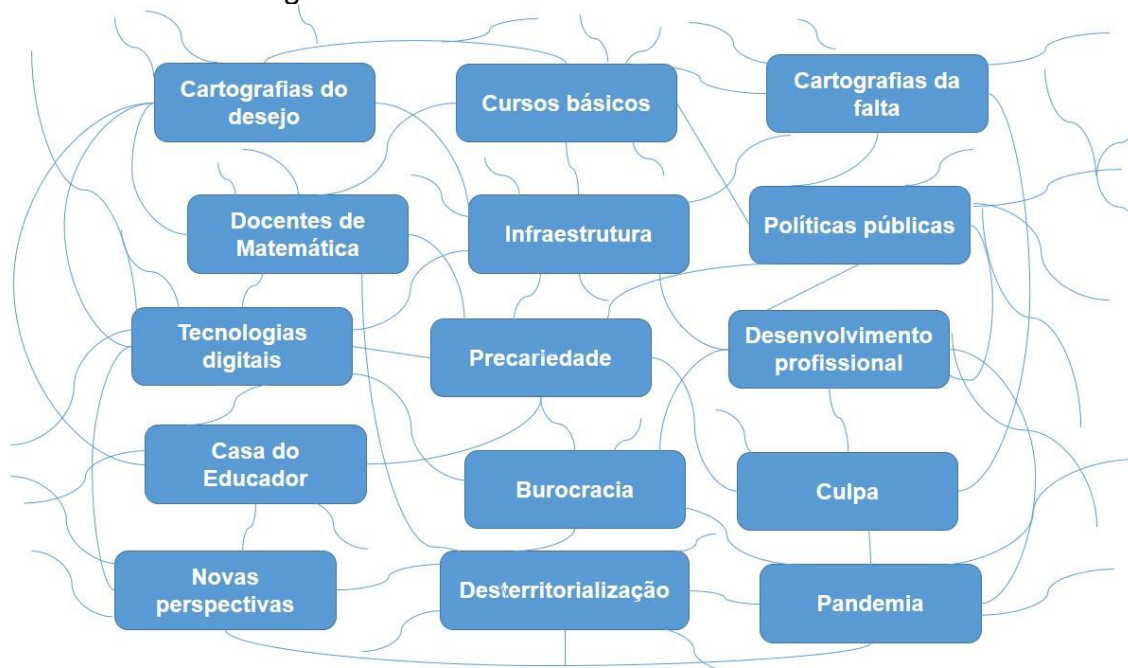 Cartografias do
desejo
Cursos básicos
Cartografias da
falta
Docentes de
Matemática
Infraestrutura
Políticas públicas
Tecnologias
digitais
Precariedade
Desenvolvimento
profissional
Casa do
Educador
Burocracia
Culpa
Novas
perspectivas
Desterritorialização
Pandemia